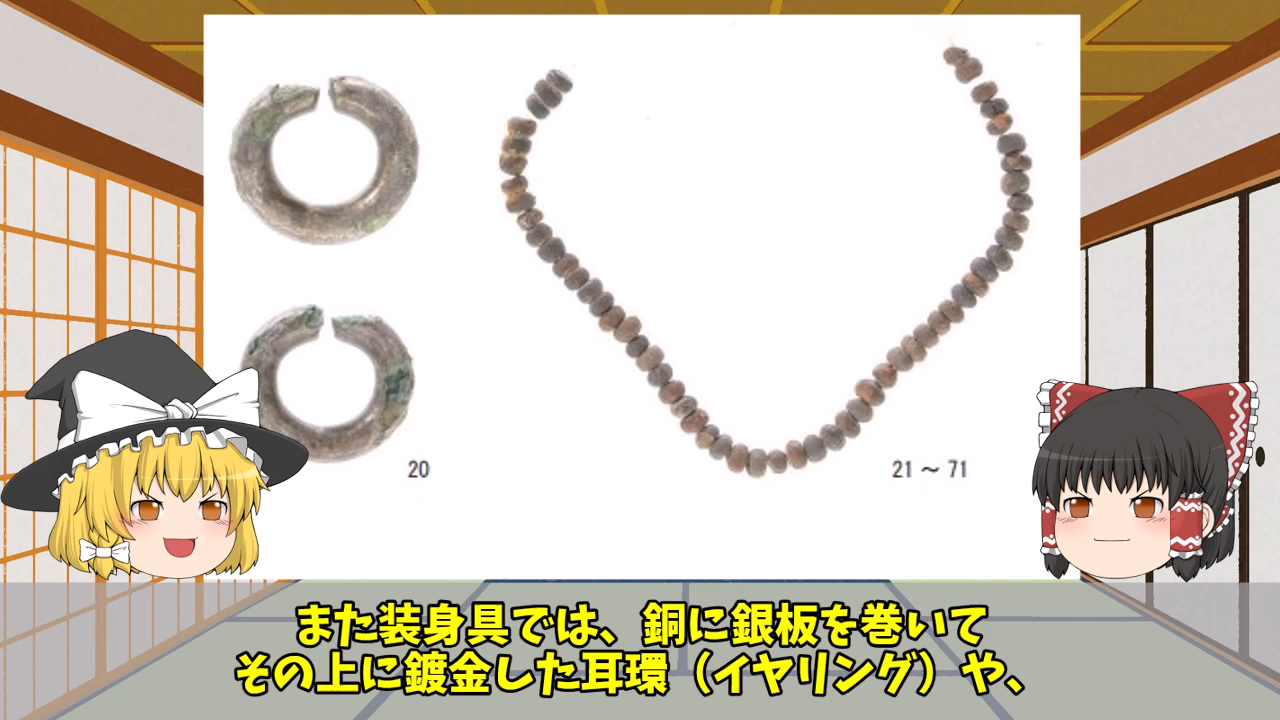 20
21 ～ 71
また装身具では、銅に銀板を巻いて
その上に鍍金した耳環（イヤリング）や、